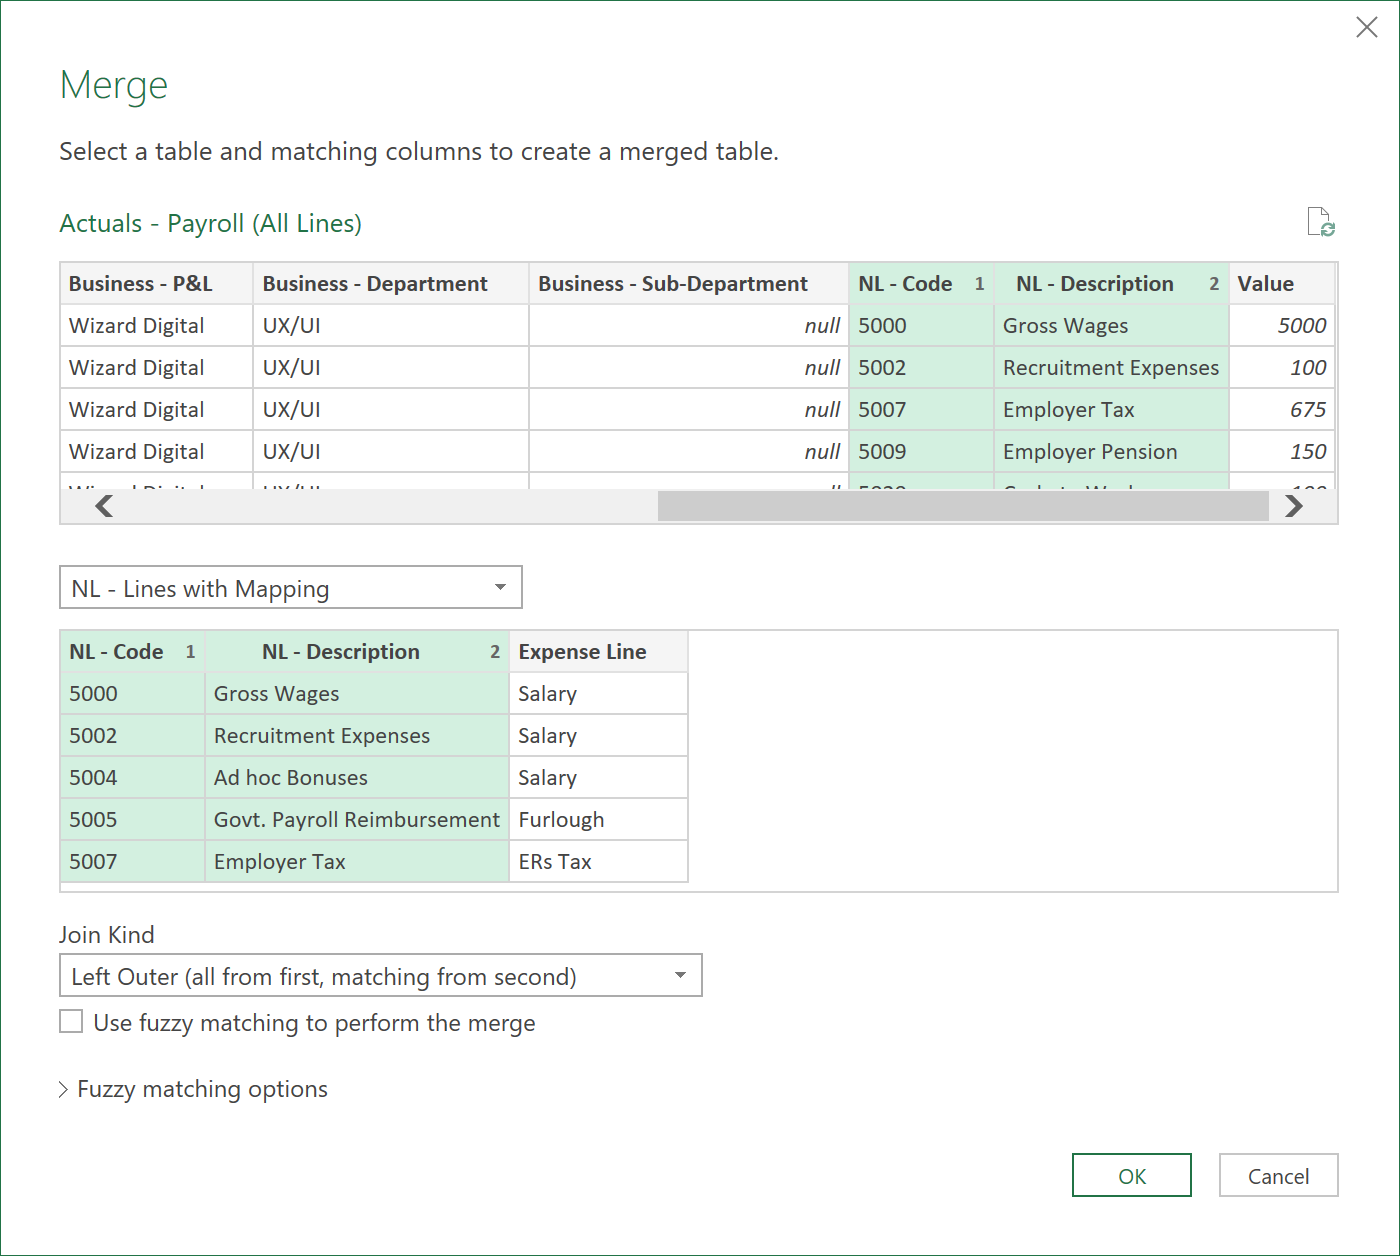 Merge
Select a table and matching columns to create a merged table.
Actuals - Payroll (All Lines)
Business - P&L Business - Department Business - Sub-Department NL - Code 1 NL - Description 2 Value
Wizard Digital UX/UI null 5000 Gross Wages 5000
Wizard Digital UX/UI null 5002 Recruitment Expenses 100
Wizard Digital UX/UI null 5007 Employer Tax 675
Wizard Digital UX/UI null 5009 Employer Pension 150
NL - Lines with Mapping
NL - Code 1 NL - Description 2 Expense Line
5000 Gross Wages Salary
5002 Recruitment Expenses Salary
5004 Ad hoc Bonuses Salary
5005 Govt. Payroll Reimbursement Furlough
5007 Employer Tax ERs Tax
Join Kind
Left Outer (all from first, matching from second)
Use fuzzy matching to perform the merge
Fuzzy matching options
OK Cancel